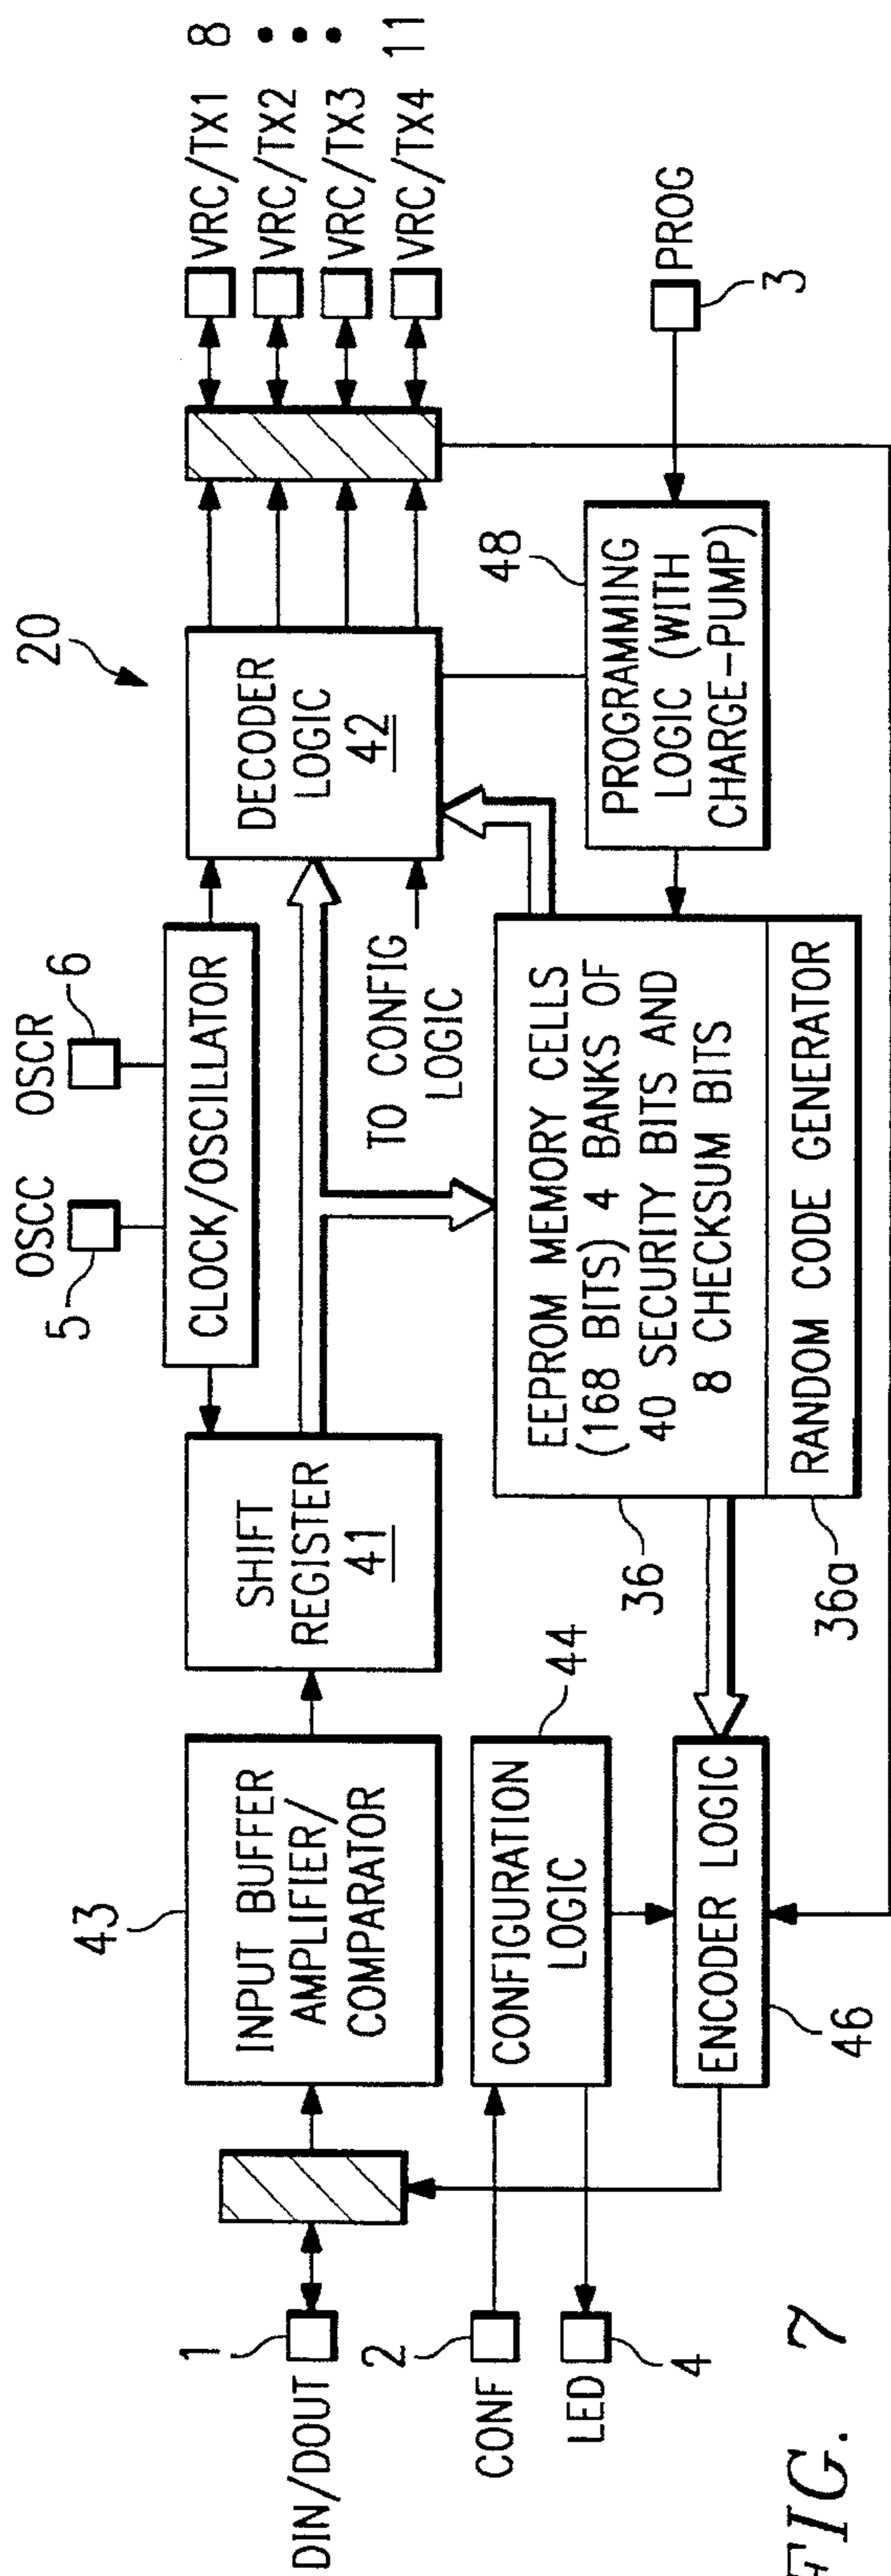 20
OSCC
OSCR
5
6
CLOCK/OSCILLATOR
43
INPUT BUFFER
AMPLIFIER/
COMPARATOR
SHIFT
REGISTER
41
DECODER
LOGIC
42
VRC/TX1 8
VRC/TX2 •
VRC/TX3 •
•
VRC/TX4 11
1
DIN/DOUT
TO CONFIG
LOGIC
2
CONF
LED
4
CONFIGURATION
LOGIC
44
ENCODER LOGIC
46
EEPROM MEMORY CELLS
(168 BITS) 4 BANKS OF
40 SECURITY BITS AND
8 CHECKSUM BITS
RANDOM CODE GENERATOR
36
36a
48
PROGRAMMING
LOGIC (WITH
CHARGE-PUMP)
PROG
3
FIG. 7